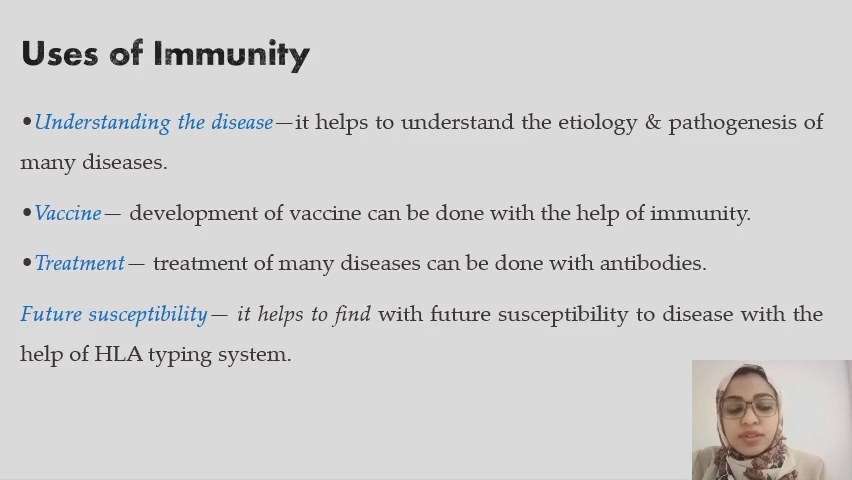 Uses of Immunity
•Understanding the disease—it helps to understand the etiology & pathogenesis of
many diseases.
•Vaccine— development of vaccine can be done with the help of immunity.
•Treatment— treatment of many diseases can be done with antibodies.
Future susceptibility— it helps to find with future susceptibility to disease with the
help of HLA typing system.